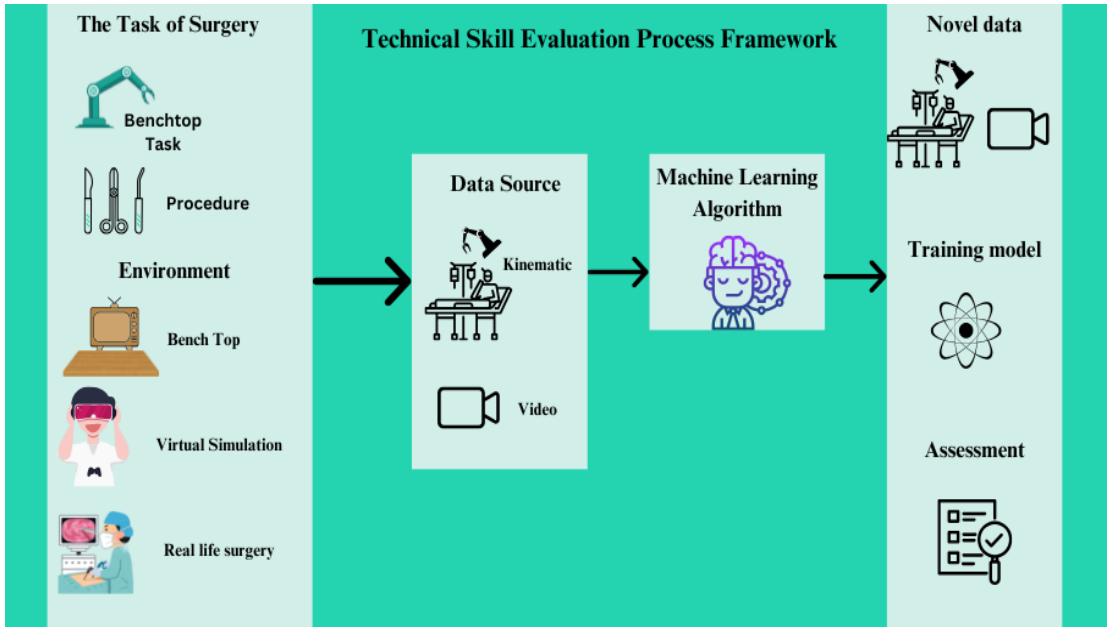 The Task of Surgery
Benchtop
Task
Procedure
Environment
Bench Top
Virtual Simulation
Real life surgery
Technical Skill Evaluation Process Framework
Data Source
Kinematic
Video
Machine Learning
Algorithm
Novel data
Training model
Assessment